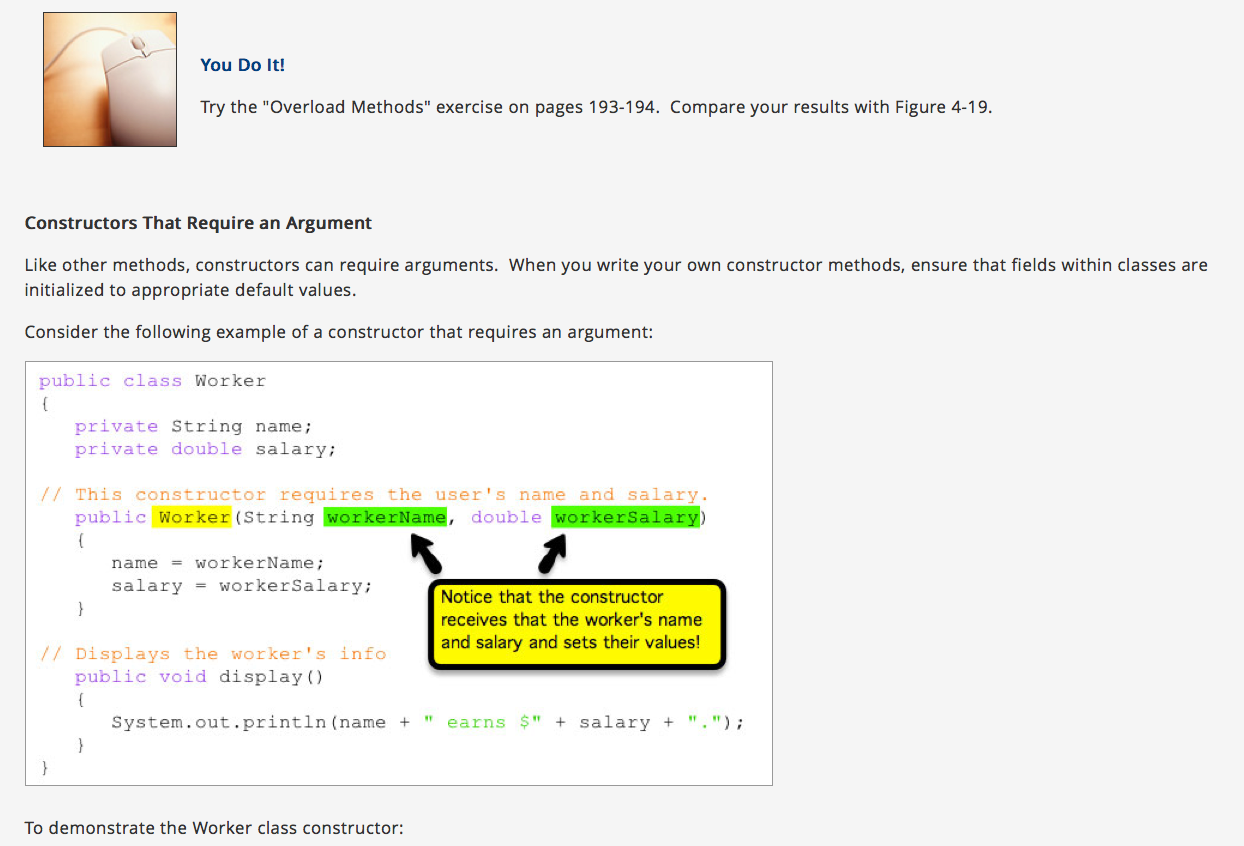 You Do It!
Try the "Overload Methods" exercise on pages 193-194.  Compare your results with Figure 4-19.
Constructors That Require an Argument
Like other methods, constructors can require arguments.  When you write your own constructor methods, ensure that fields within classes are
initialized to appropriate default values.
Consider the following example of a constructor that requires an argument:
public class Worker
{
   private String name;
   private double salary;
// This constructor requires the user's name and salary.
   public Worker(String workerName, double workerSalary)
   {
      name = workerName;
      salary = workerSalary;
   }
Notice that the constructor
receives that the worker's name
and salary and sets their values!
// Displays the worker's info
   public void display()
   {
      System.out.println(name + " earns $" + salary + ".");
   }
}
To demonstrate the Worker class constructor: